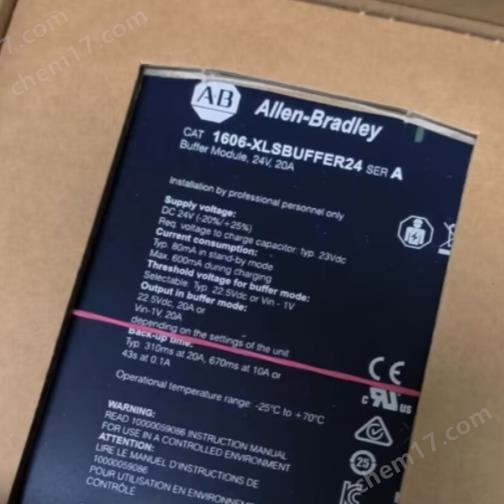 AB Allen-Bradley
CAT 1606-XLSBUFFER24 SER A
Buffer Module, 24V, 20A
Installation by professional personnel only
Supply voltage:
DC 24V (-20%/+25%)
Req. voltage to charge capacitor: typ. 23Vdc
Current consumption:
Typ. 80mA in stand-by mode
Max. 600mA during charging
Threshold voltage for buffer mode:
Selectable: Typ. 22.5Vdc or Vin - 1V
Output in buffer mode:
22.5Vdc, 20A or
Vin-1V, 20A
depending on the settings of the unit
Back-up time:
Typ 310ms at 20A, 670ms at 10A or
43s at 0.1A
Operational temperature range: -25°C to +70°C
CE
C UL US
25
WARNING:
READ 10000059086 INSTRUCTION MANUAL
FOR USE IN A CONTROLLED ENVIRONMENT
ATTENTION:
LIRE LE MANUEL D'INSTRUCTIONS DE
10000059086
POUR UTILISATION EN ENVIRONNEMENT
CONTRÔLÉ
chem17.com
chem17.com
chem17.com